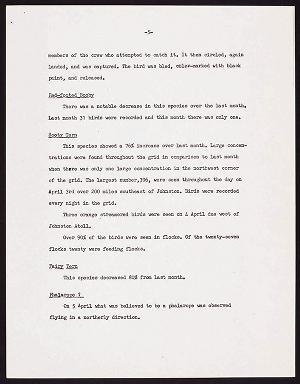 -5-
members of the crew who attempted to catch it. It then circled, again
landed, and was captured. The bird was bled, color-marked with black
paint, and released.
Red-footed Booby
There was a notable decrease in this species over the last month.
Last month 31 birds were recorded and this month there was only one.
Sooty Tern
This species showed a 76% increase over last month. Large concen-
trations were found throughout the grid in comparison to last month
when there was only one large concentration in the northwest corner
of the grid. The largest number, 396, were seen throughout the day on
April 3rd over 200 miles southeast of Johnston. Birds were recorded
every night in the grid.
Three orange streamered birds were seen on 4 April due west of
Johnston Atoll.
Over 90% of the birds were seen in flocks. Of the twenty-seven
flocks twenty were feeding flocks.
Fairy Tern
This species decreased 82% from last month.
Phalarope ?
On 5 April what was believed to be a phalarope was observed
flying in a northerly direction.